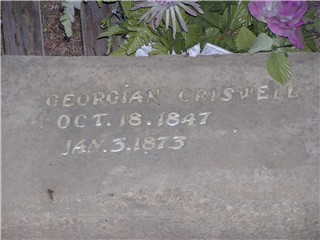 GEORGIAN CRISWELL
OCT. 18. 1847
JAN. 3. 1873